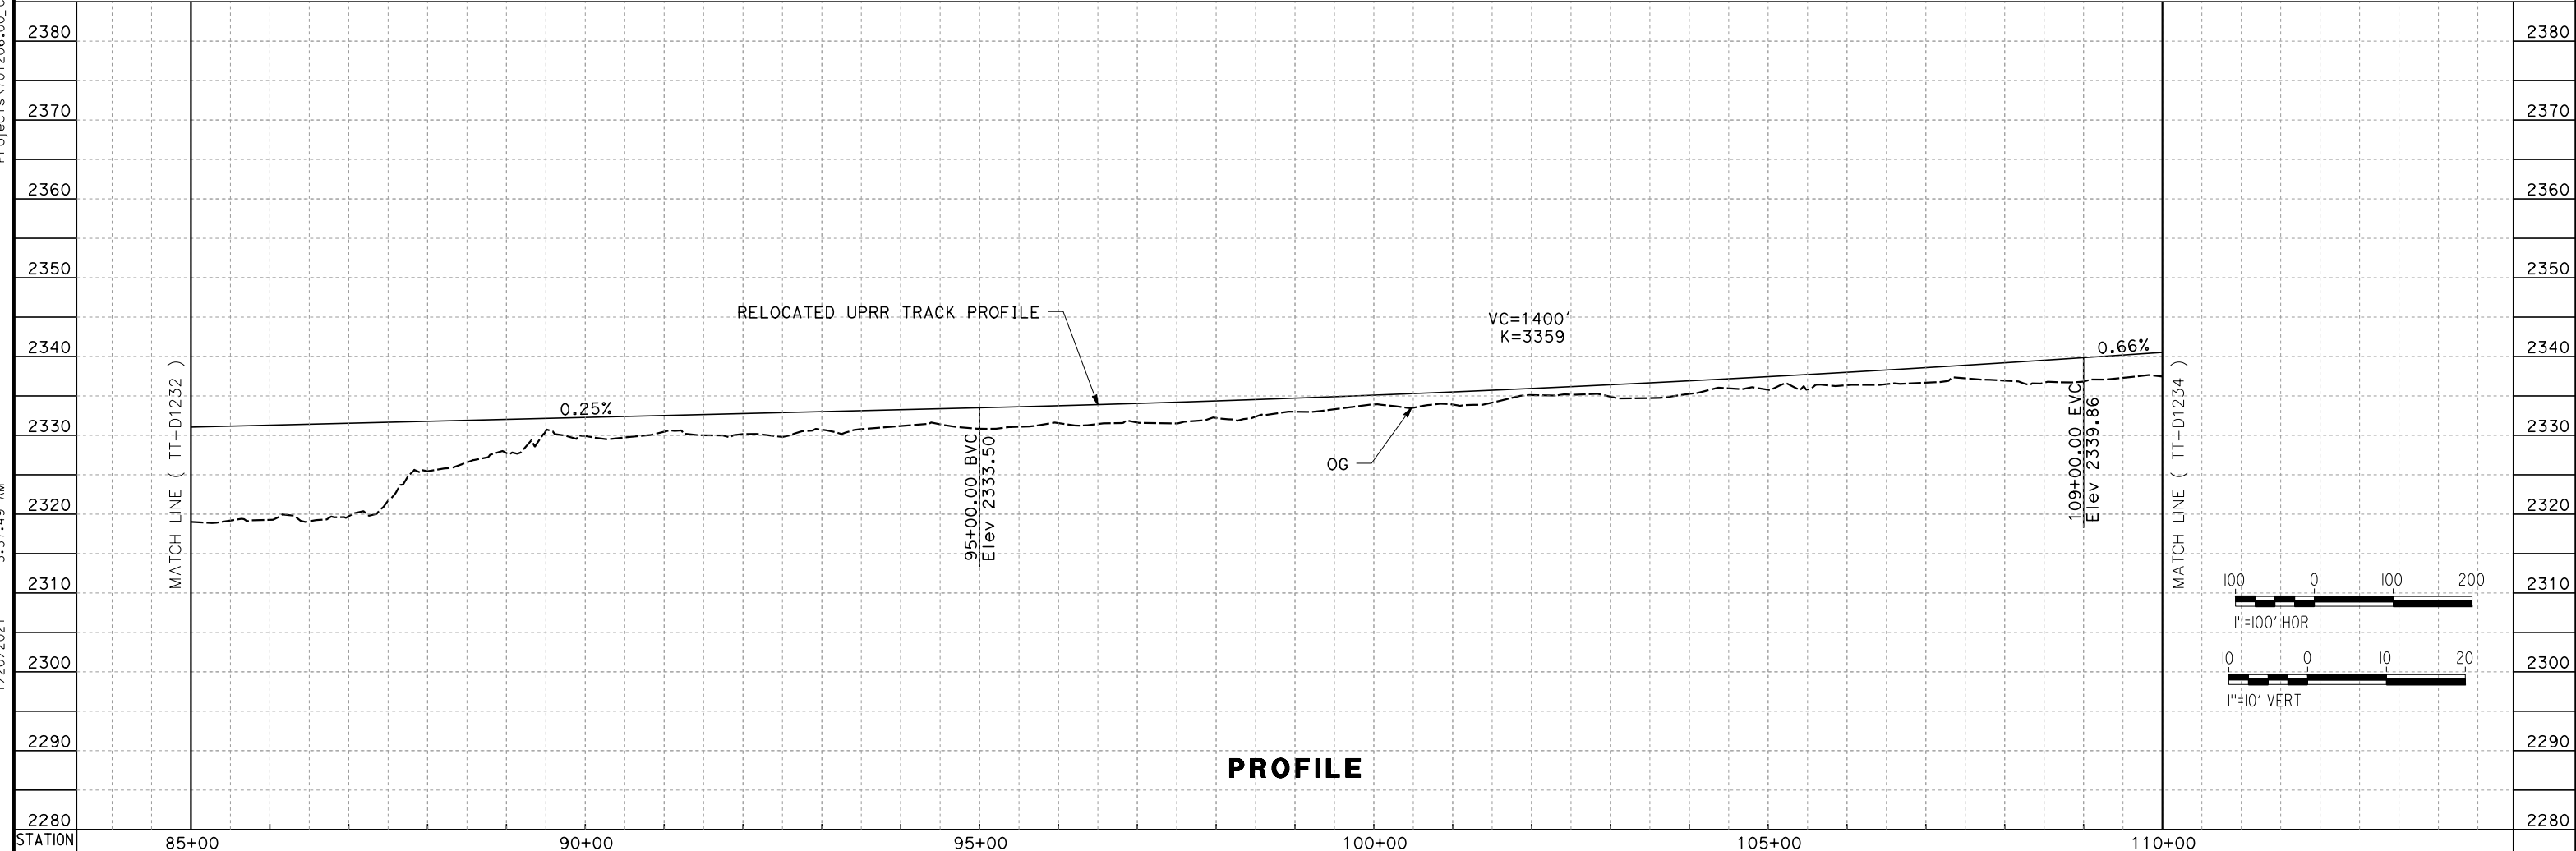 2380 2380
2370 2370
2360 2360
2350 2350
RELOCATED UPRR TRACK PROFILE
VC=1400'
K=3359
2340 2340
0.66%
0.25%
2330 2330
OG
MATCH LINE ( TT-D1232 )
95+00.00 BVC
Elev 2333.50
109+00.00 EVC
Elev 2339.86
MATCH LINE ( TT-D1234 )
2320 2320
2310 2310
100 0 100 200
1"=100' HOR
2300 2300
10 0 10 20
1"=10' VERT
2290 2290
PROFILE
2280 2280
STATION 85+00 90+00 95+00 100+00 105+00 110+00